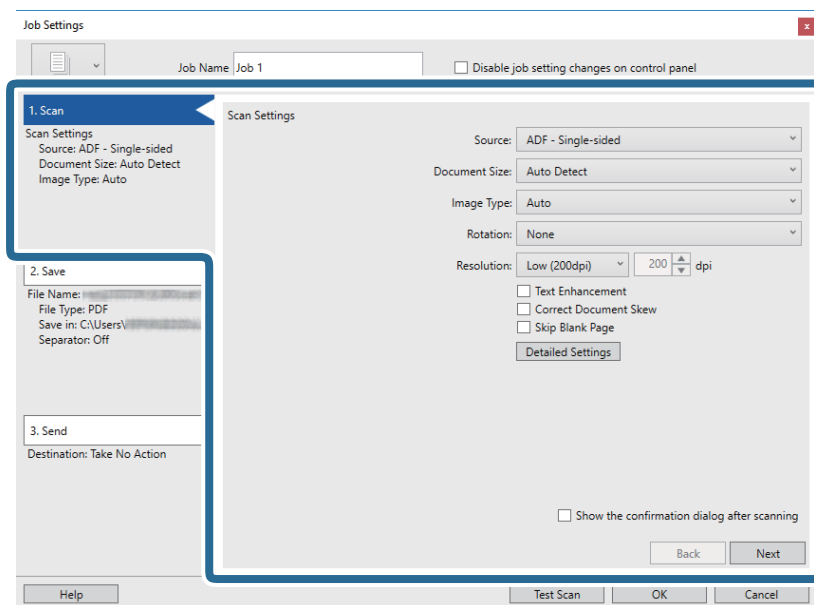 Job Settings
Job Name Job 1 Disable job setting changes on control panel
1. Scan
Scan Settings
Source: ADF - Single-sided
Document Size: Auto Detect
Image Type: Auto
2. Save
File Name:
File Type: PDF
Save in: C:\Users\
Separator: Off
3. Send
Destination: Take No Action
Scan Settings
Source: ADF - Single-sided
Document Size: Auto Detect
Image Type: Auto
Rotation: None
Resolution: Low (200dpi) 200 dpi
Text Enhancement
Correct Document Skew
Skip Blank Page
Detailed Settings
Show the confirmation dialog after scanning
Back Next
Help Test Scan OK Cancel